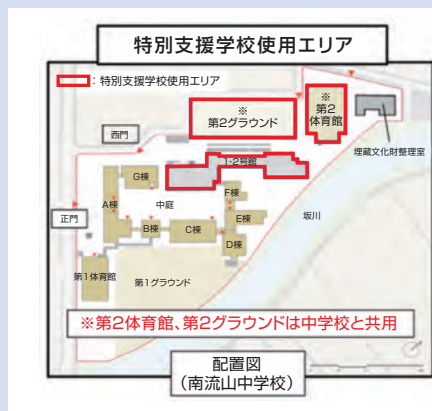 特別支援学校使用エリア
：特別支援学校使用エリア
※
第2グラウンド
※
第2
体育館
埋蔵文化財整理室
西門
1・2号館
G棟
A棟
中庭
F棟
正門
B棟
C棟
E棟
坂川
D棟
第1体育館
第1グラウンド
※第2体育館、第2グラウンドは中学校と共用
配置図
（南流山中学校）